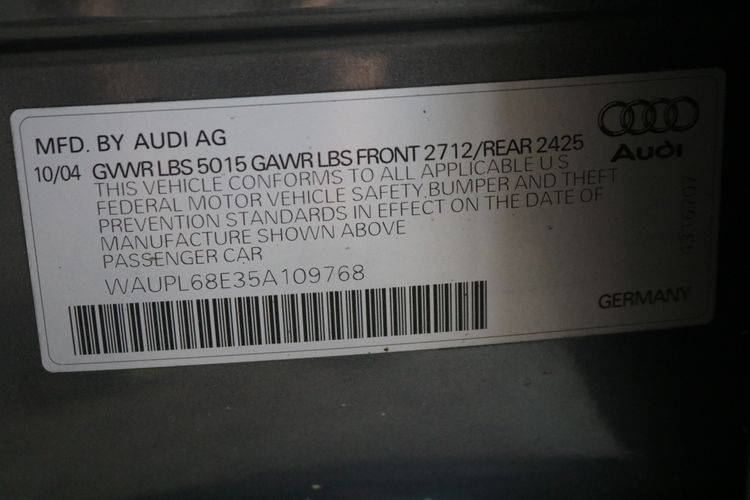 MFD. BY AUDI AG
10/04 GVWR LBS 5015 GAWR LBS FRONT 2712/REAR 2425
THIS VEHICLE CONFORMS TO ALL APPLICABLE U S
FEDERAL MOTOR VEHICLE SAFETY, BUMPER AND THEFT
PREVENTION STANDARDS IN EFFECT ON THE DATE OF
MANUFACTURE SHOWN ABOVE
PASSENGER CAR
WAUPL68E35A109768
Audi
4316707
GERMANY